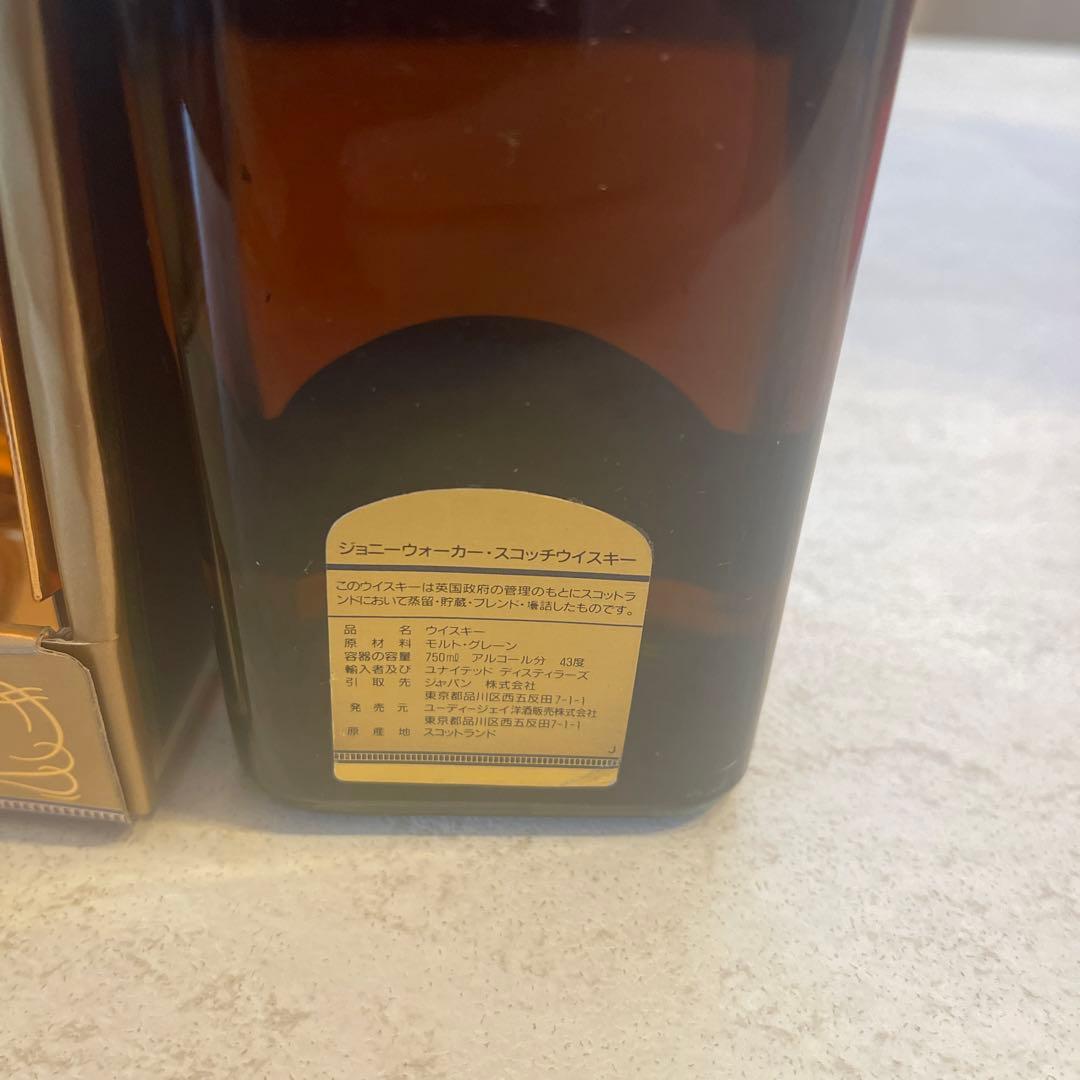 ジョニーウォーカー・スコッチウイスキー
このウイスキーは英国政府の管理のもとにスコットラ
ンドにおいて蒸留・貯蔵・ブレンド・壜詰したものです。
品名 ウイスキー
原材料 モルト・グレーン
容器の容量 750ml アルコール分 43度
輸入者及び ユナイテッド ディスティラーズ
引取先 ジャパン 株式会社
東京都品川区西五反田7-1-1
発売元 ユーディージェイ洋酒販売株式会社
東京都品川区西五反田7-1-1
原産地 スコットランド
J